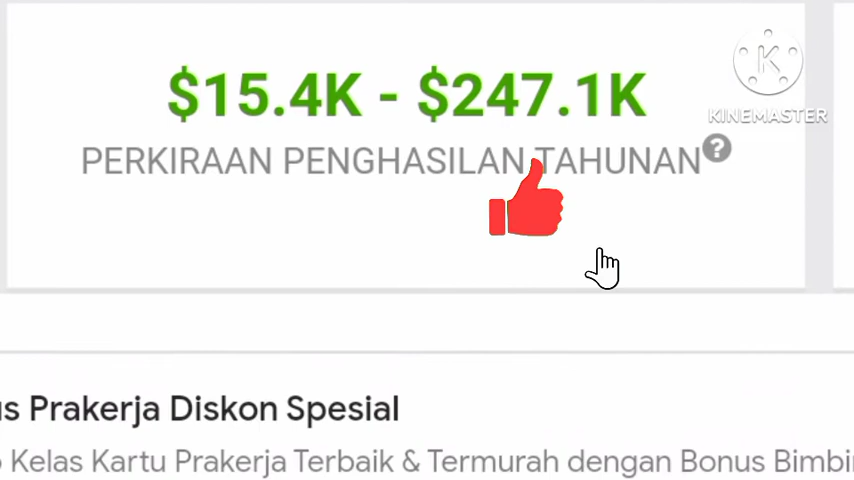 $15.4K - $247.1K
KINEMASTER
PERKIRAAN PENGHASILAN TAHUNAN
?
Prakerja Diskon Spesial
Kelas Kartu Prakerja Terbaik & Termurah dengan Bonus